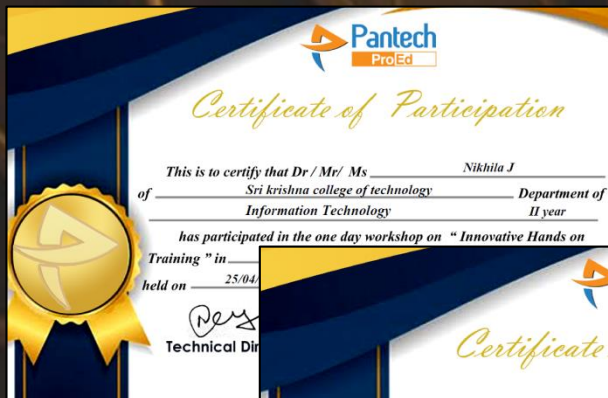 Pantech
ProEd
Certificate of Participation
This is to certify that Dr / Mr/ Ms Nikhila J
of Sri krishna college of technology Department of
Information Technology II year
has participated in the one day workshop on “ Innovative Hands on
Training ” in
held on 25/04/
Technical Dir
Certificate